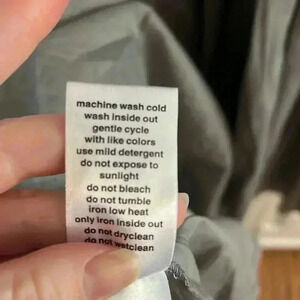 machine wash cold
wash inside out
gentle cycle
with like colors
use mild detergent
do not expose to
sunlight
do not bleach
do not tumble
iron low heat
only iron inside out
do not dryclean
do not wetclean